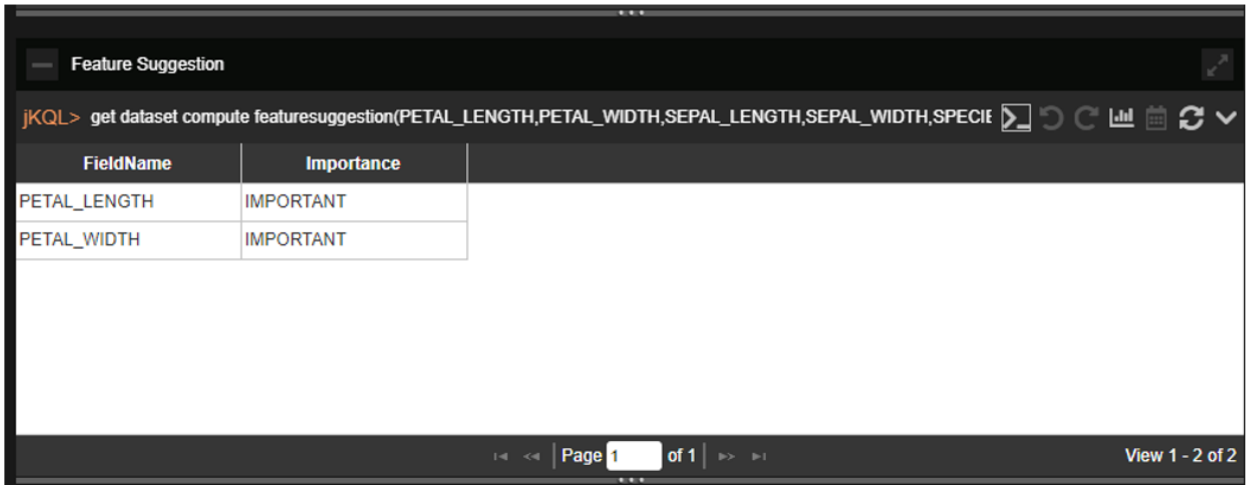 Feature Suggestion
jKQL> get dataset compute featuresuggestion(PETAL_LENGTH,PETAL_WIDTH,SEPAL_LENGTH,SEPAL_WIDTH,SPECIE
FieldName Importance
PETAL_LENGTH IMPORTANT
PETAL_WIDTH IMPORTANT
Page 1 of 1 View 1 - 2 of 2